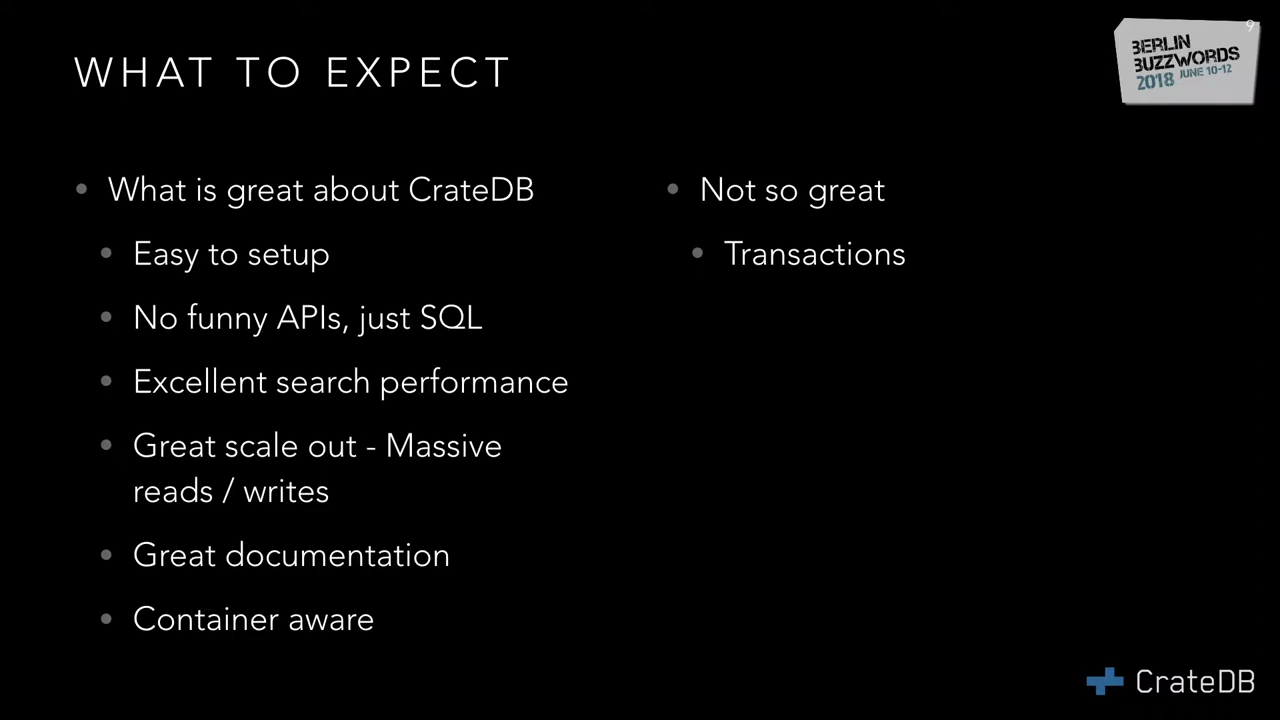 WHAT TO EXPECT
9
BERLIN
BUZZWORDS
2018 JUNE 10-12
• What is great about CrateDB
• Easy to setup
• No funny APIs, just SQL
• Excellent search performance
• Great scale out - Massive
reads / writes
• Great documentation
• Container aware
• Not so great
• Transactions
CrateDB